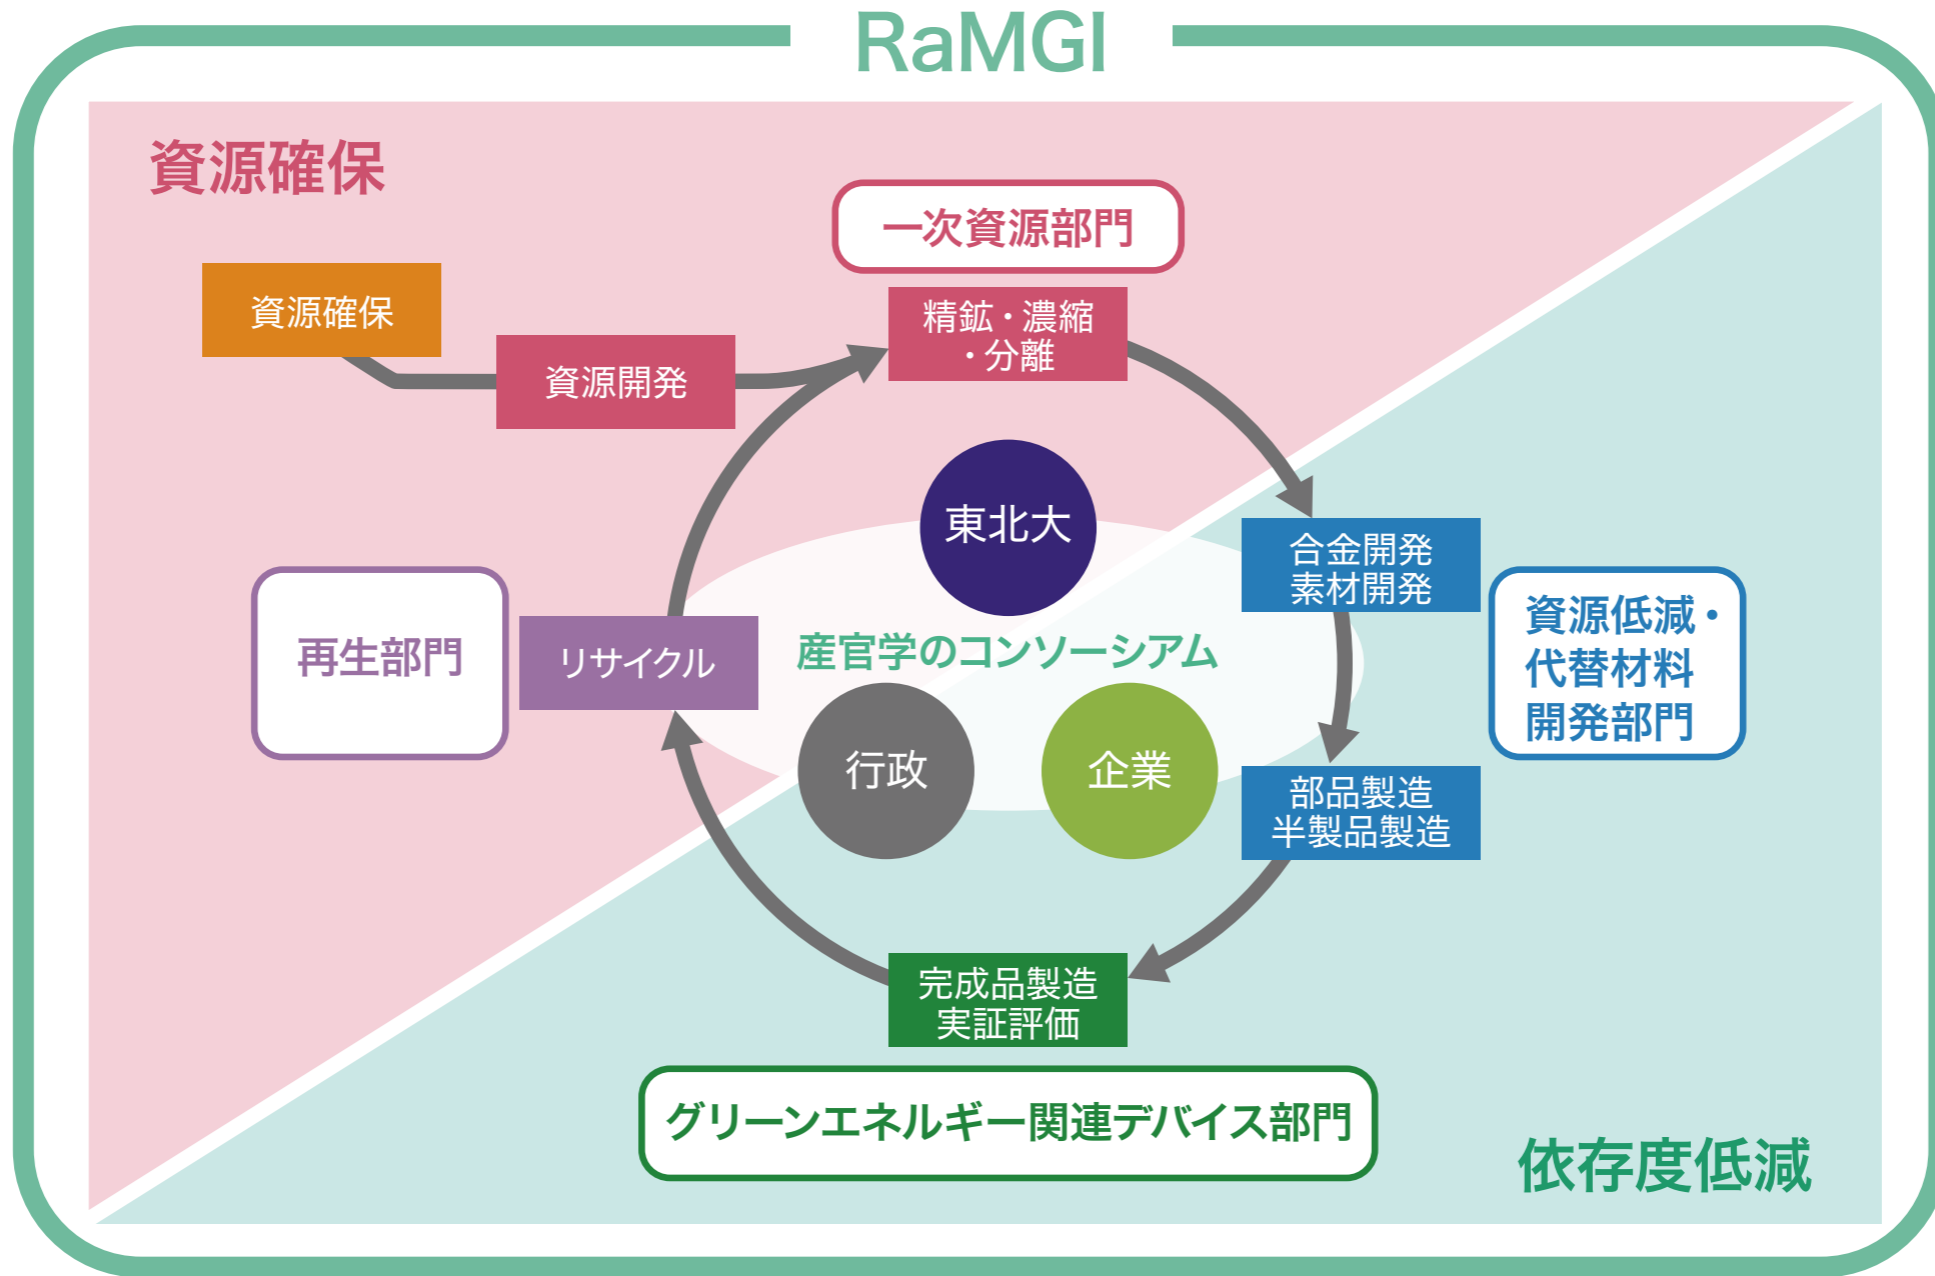 RaMGI
資源確保
一次資源部門
資源確保
精鉱・濃縮
・分離
資源開発
東北大
合金開発
素材開発
資源低減・
代替材料
開発部門
再生部門
リサイクル
産官学のコンソーシアム
行政
企業
部品製造
半製品製造
完成品製造
実証評価
グリーンエネルギー関連デバイス部門
依存度低減